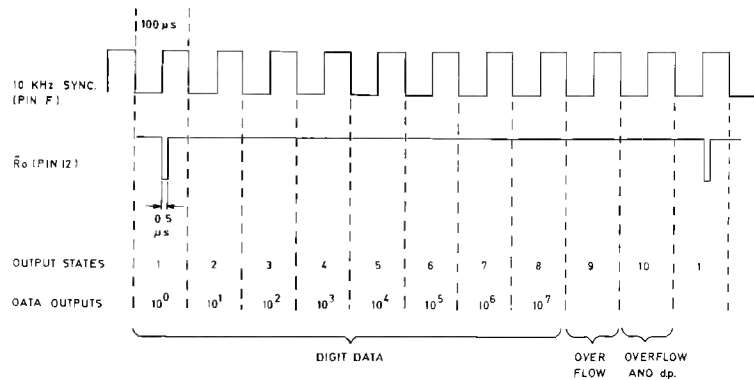 100 µs
10 KHz SYNC.
(PIN F)
R̄o (PIN 12)
0·5
µs
OUTPUT STATES 1 2 3 4 5 6 7 8 9 10 1
DATA OUTPUTS 10⁰ 10¹ 10² 10³ 10⁴ 10⁵ 10⁶ 10⁷
DIGIT DATA
OVER
FLOW
OVERFLOW
AND d.p.